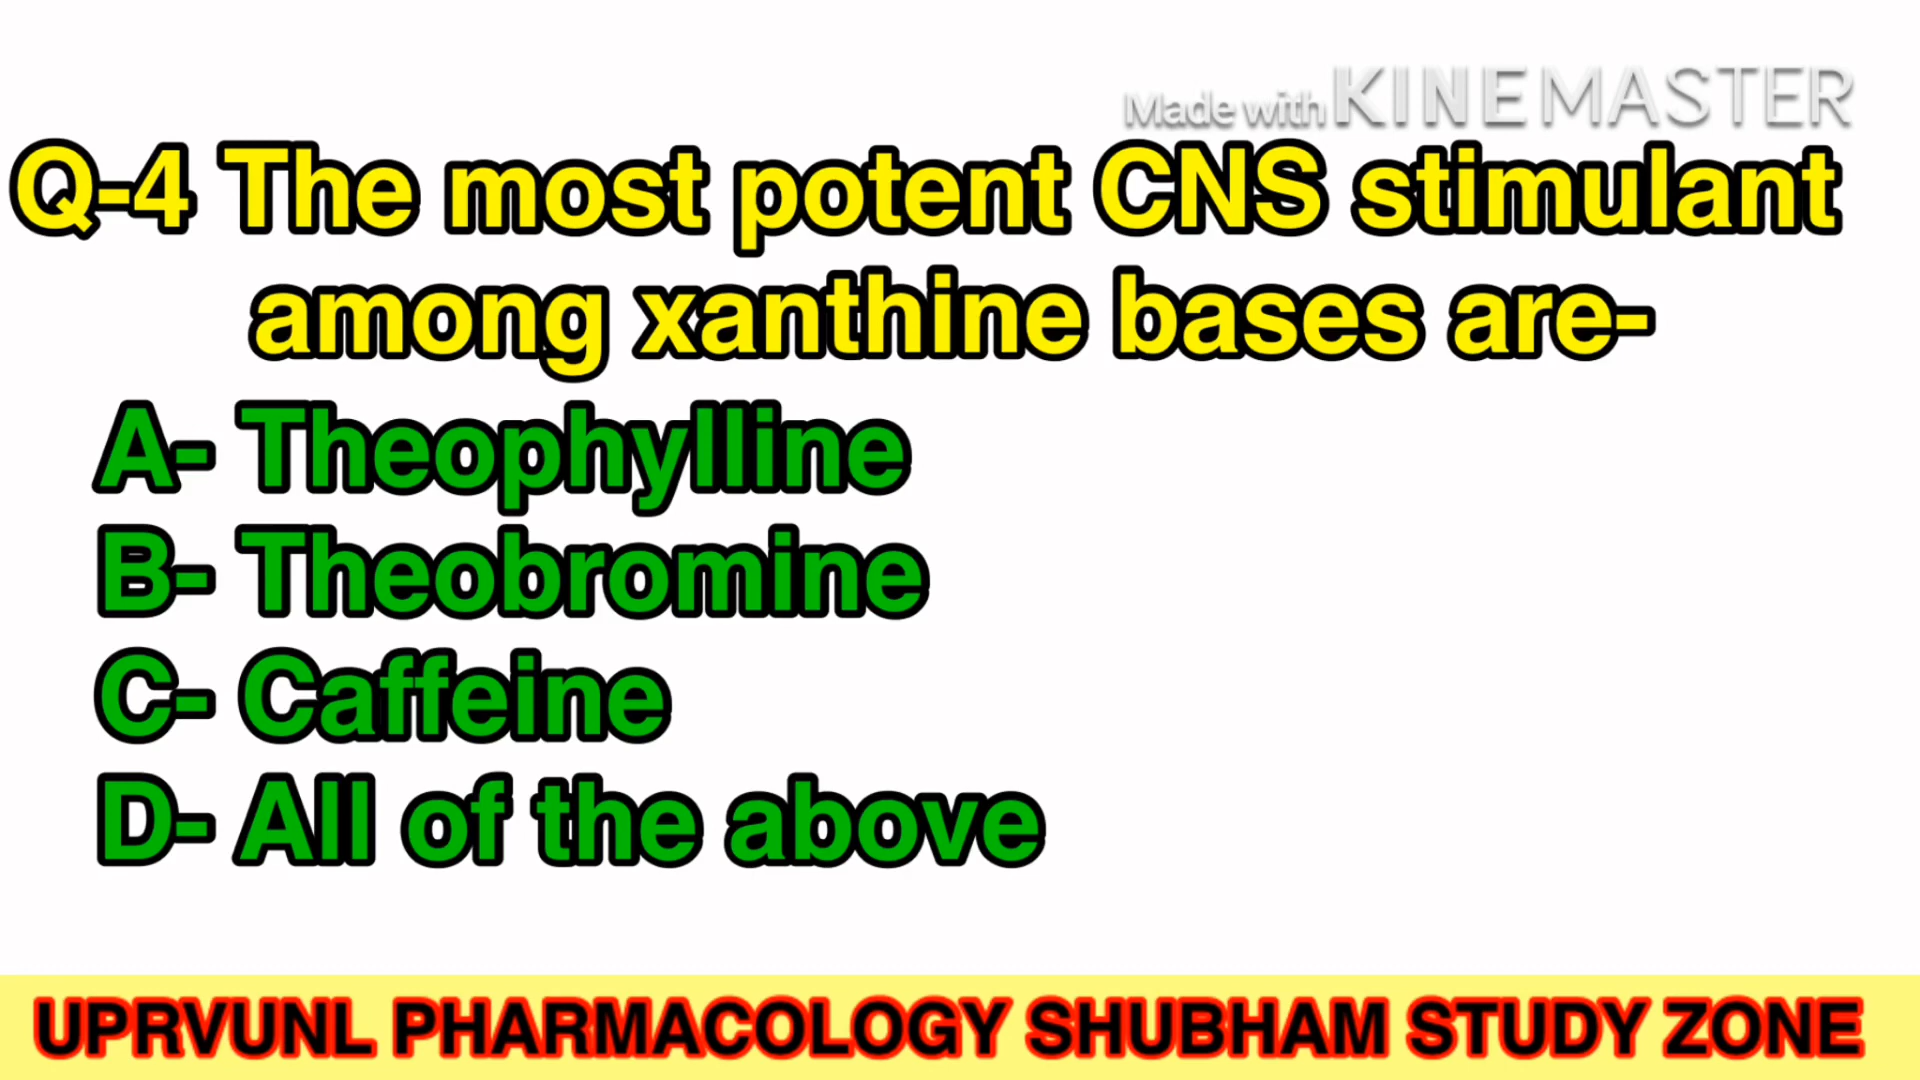 Made with KINEMASTER
Q-4 The most potent CNS stimulant
among xanthine bases are-
A- Theophylline
B- Theobromine
C- Caffeine
D- All of the above
UPRVUNL PHARMACOLOGY SHUBHAM STUDY ZONE